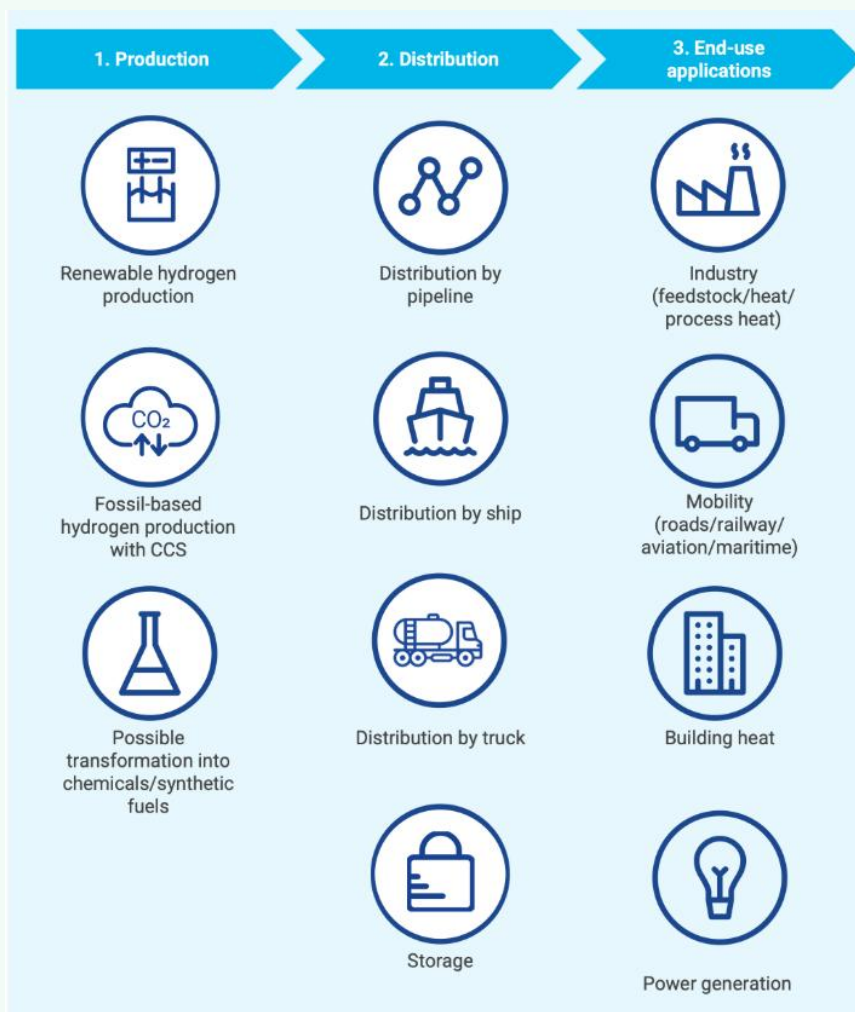 1. Production
2. Distribution
3. End-use
applications
Renewable hydrogen
production
Distribution by
pipeline
Industry
(feedstock/heat/
process heat)
CO₂
Fossil-based
hydrogen production
with CCS
Distribution by ship
Mobility
(roads/railway/
aviation/maritime)
Possible
transformation into
chemicals/synthetic
fuels
Distribution by truck
Building heat
Storage
Power generation